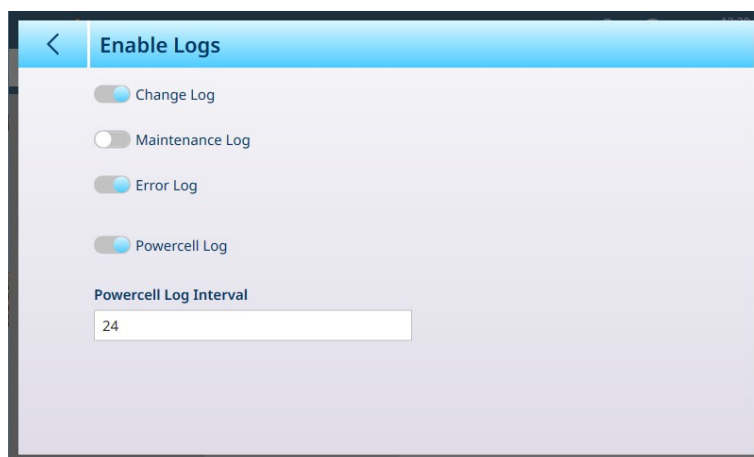 Enable Logs
Change Log
Maintenance Log
Error Log
Powercell Log
Powercell Log Interval
24